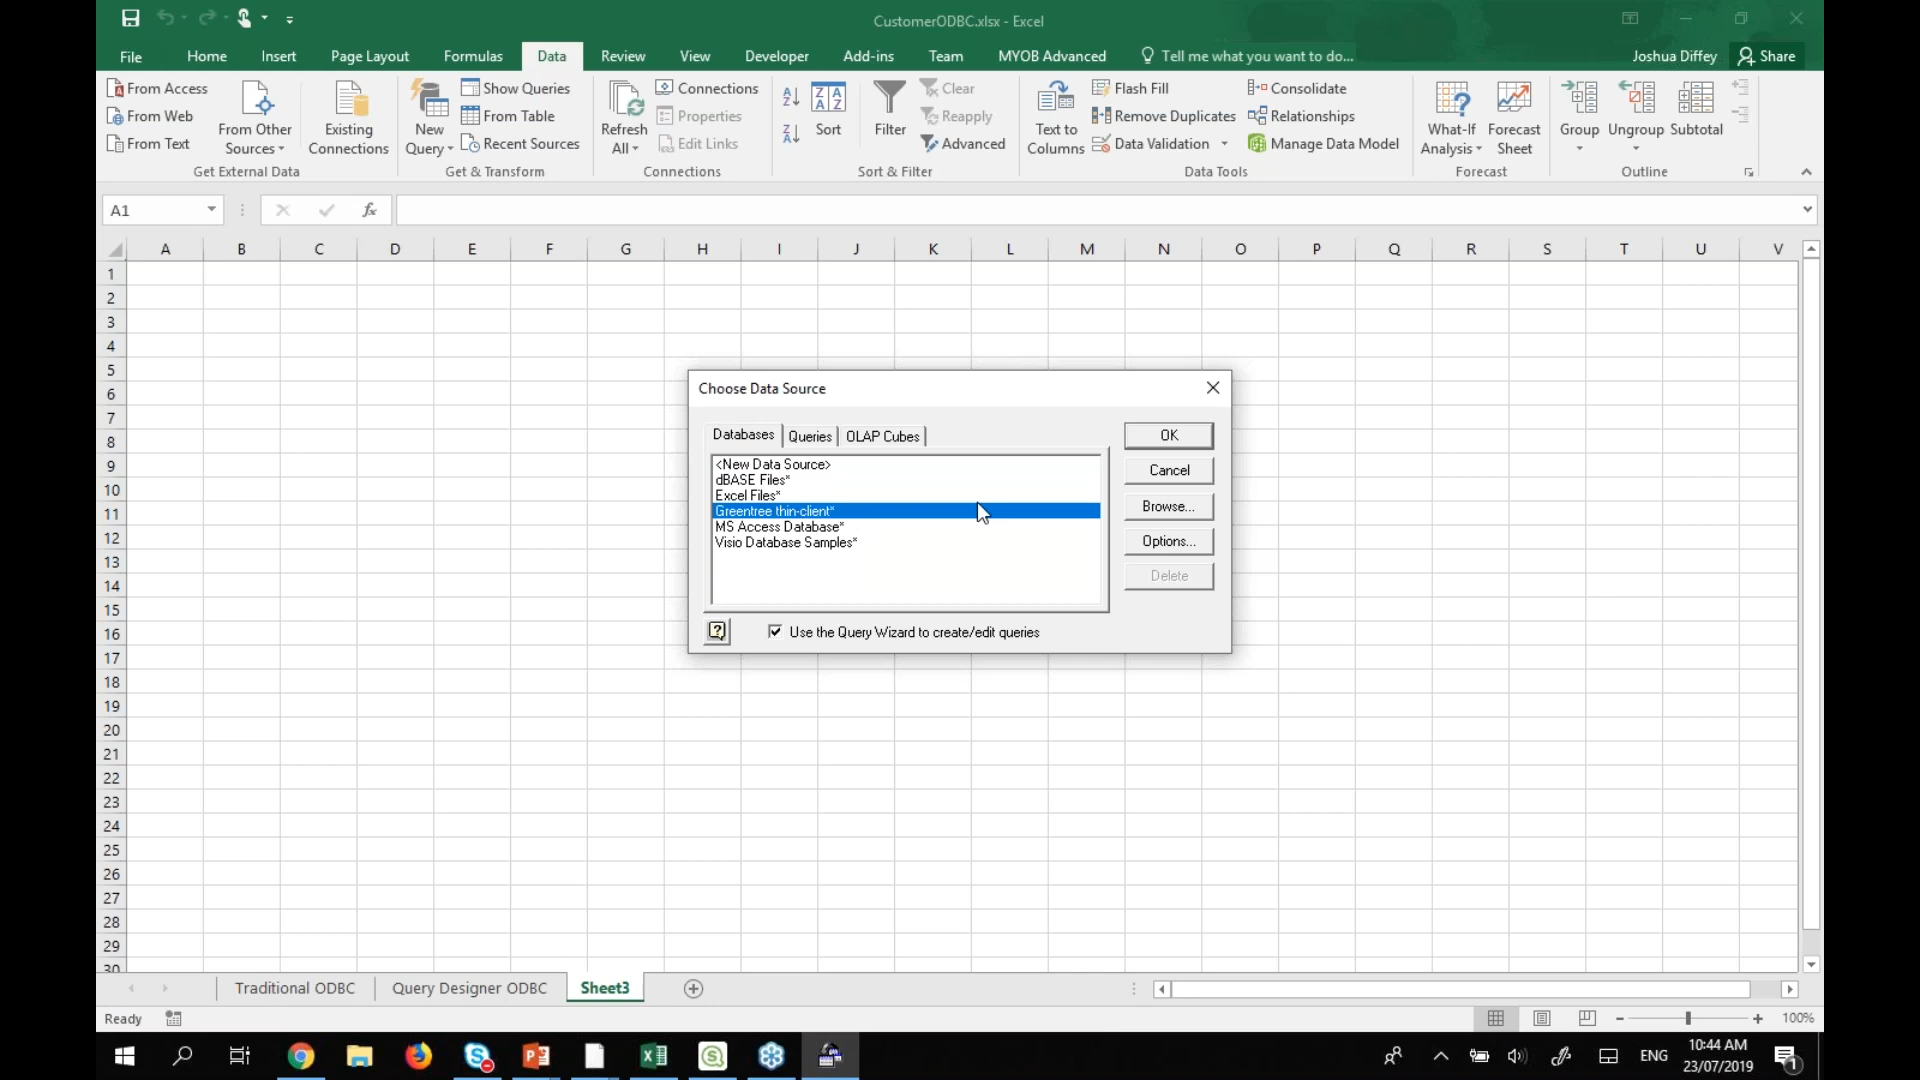 CustomerODBC.xlsx - Excel
File Home Insert Page Layout Formulas Data Review View Developer Add-ins Team MYOB Advanced Tell me what you want to do... Joshua Diffey Share
From Access
From Web
From Text
From Other
Sources
Existing
Connections
Get External Data
New
Query
Show Queries
From Table
Recent Sources
Get & Transform
Refresh
All
Connections
Properties
Edit Links
Connections
Sort
Filter
Clear
Reapply
Advanced
Sort & Filter
Text to
Columns
Flash Fill
Remove Duplicates
Data Validation
Consolidate
Relationships
Manage Data Model
Data Tools
What-If
Analysis
Forecast
Sheet
Forecast
Group
Ungroup
Subtotal
Outline
A1
fx
A B C D E F G H I J K L M N O P Q R S T U V
1
2
3
4
5
6
7
8
9
10
11
12
13
14
15
16
17
18
19
20
21
22
23
24
25
26
27
28
29
30
Choose Data Source
Databases Queries OLAP Cubes
<New Data Source>
dBASE Files*
Excel Files*
Greentree thin-client*
MS Access Database*
Visio Database Samples*
OK
Cancel
Browse...
Options...
Delete
Use the Query Wizard to create/edit queries
Traditional ODBC Query Designer ODBC Sheet3
Ready
100%
ENG
10:44 AM
23/07/2019
1